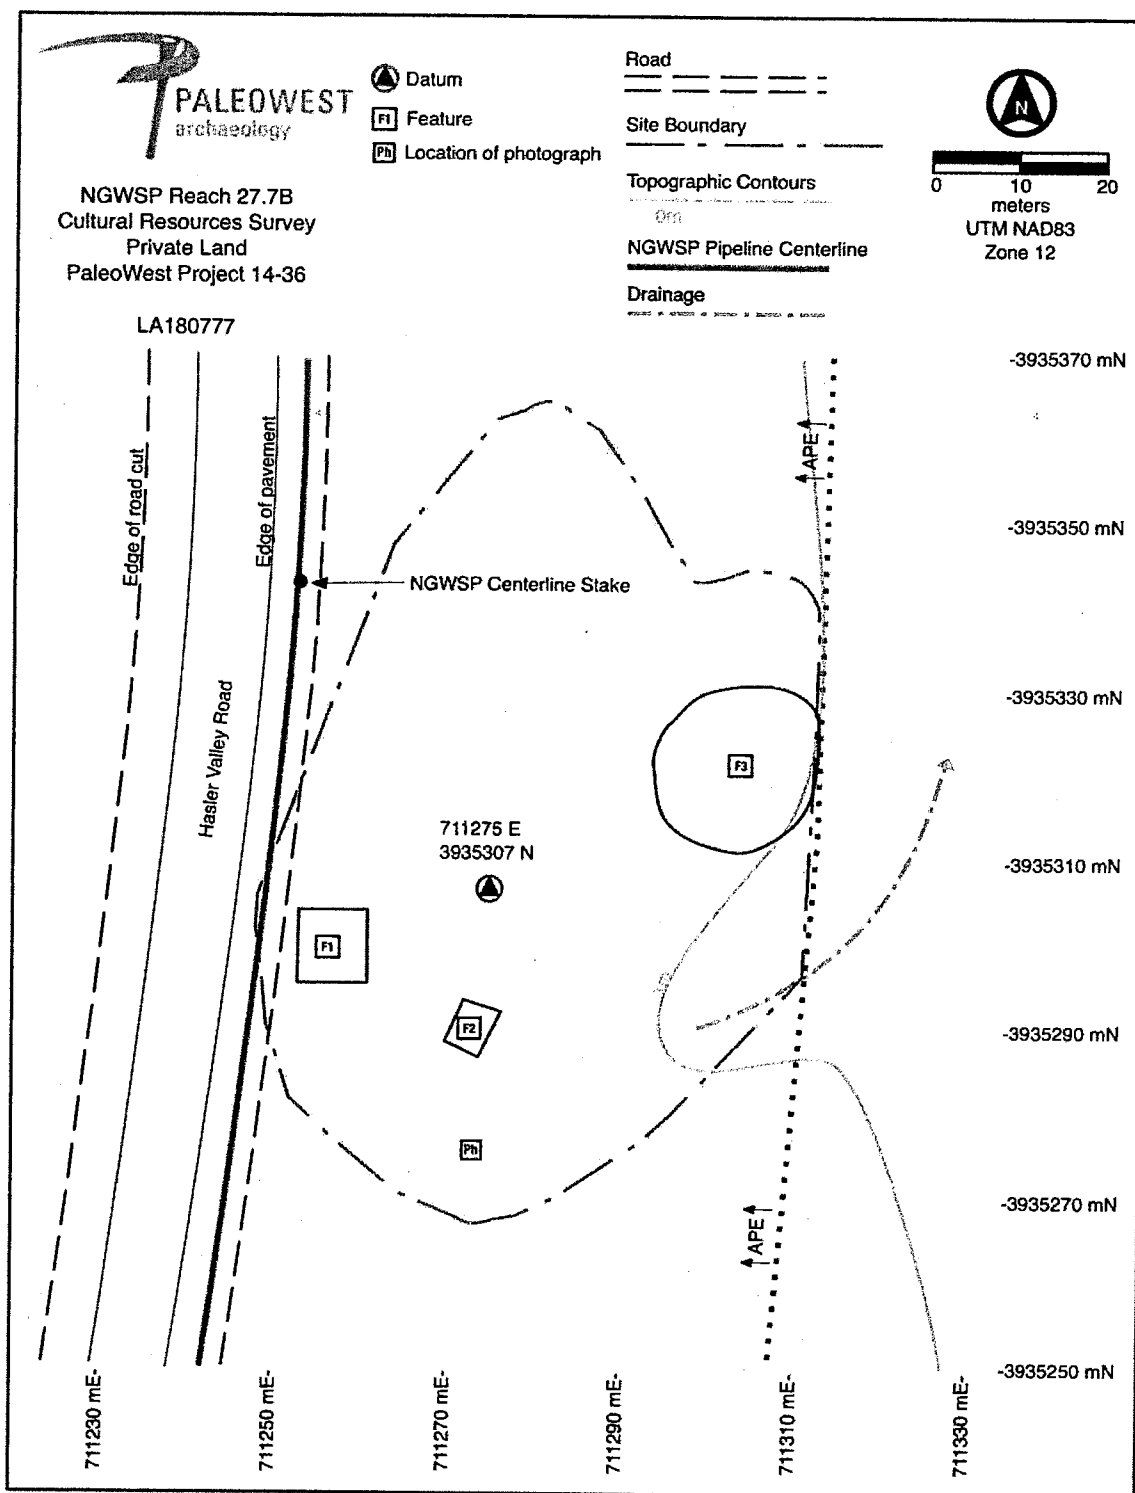 PALEOWEST
archaeology
NGWSP Reach 27.7B
Cultural Resources Survey
Private Land
PaleoWest Project 14-36
LA180777
Datum
F1 Feature
Ph Location of photograph
Road
Site Boundary
Topographic Contours
0m
NGWSP Pipeline Centerline
Drainage
N
0 10 20
meters
UTM NAD83
Zone 12
-3935370 mN
APE
Edge of road cut
Edge of pavement
-3935350 mN
NGWSP Centerline Stake
-3935330 mN
Hasler Valley Road
F3
711275 E
3935307 N
-3935310 mN
F1
F2
-3935290 mN
Ph
-3935270 mN
APE
-3935250 mN
711230 mE-
711250 mE-
711270 mE-
711290 mE-
711310 mE-
711330 mE-